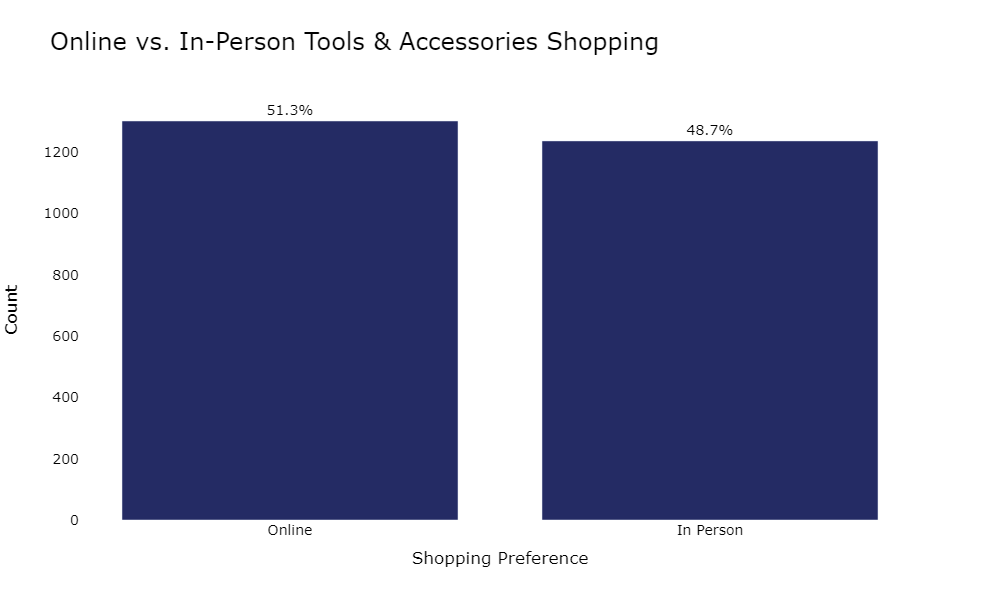 Online vs. In-Person Tools & Accessories Shopping
51.3%
48.7%
1200
1000
800
600
400
200
0
Count
Online
In Person
Shopping Preference